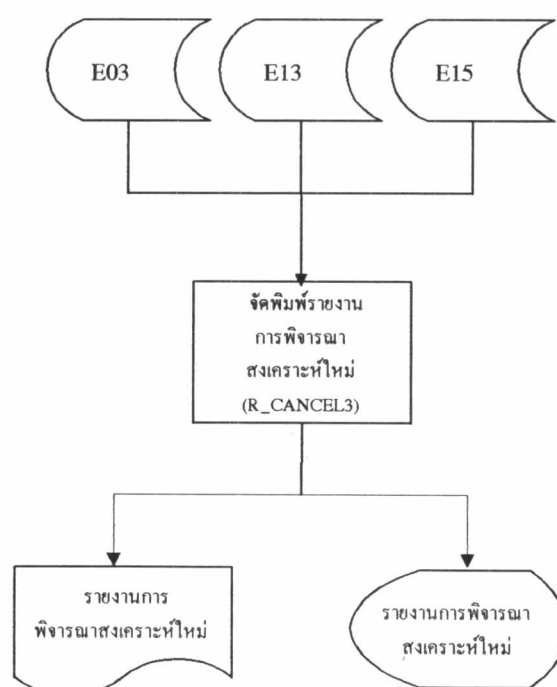 E03
E13
E15
จัดพิมพ์รายงาน
การพิจารณา
สงเคราะห์ใหม่
(R_CANCEL3)
รายงานการ
พิจารณาสงเคราะห์ใหม่
รายงานการพิจารณา
สงเคราะห์ใหม่